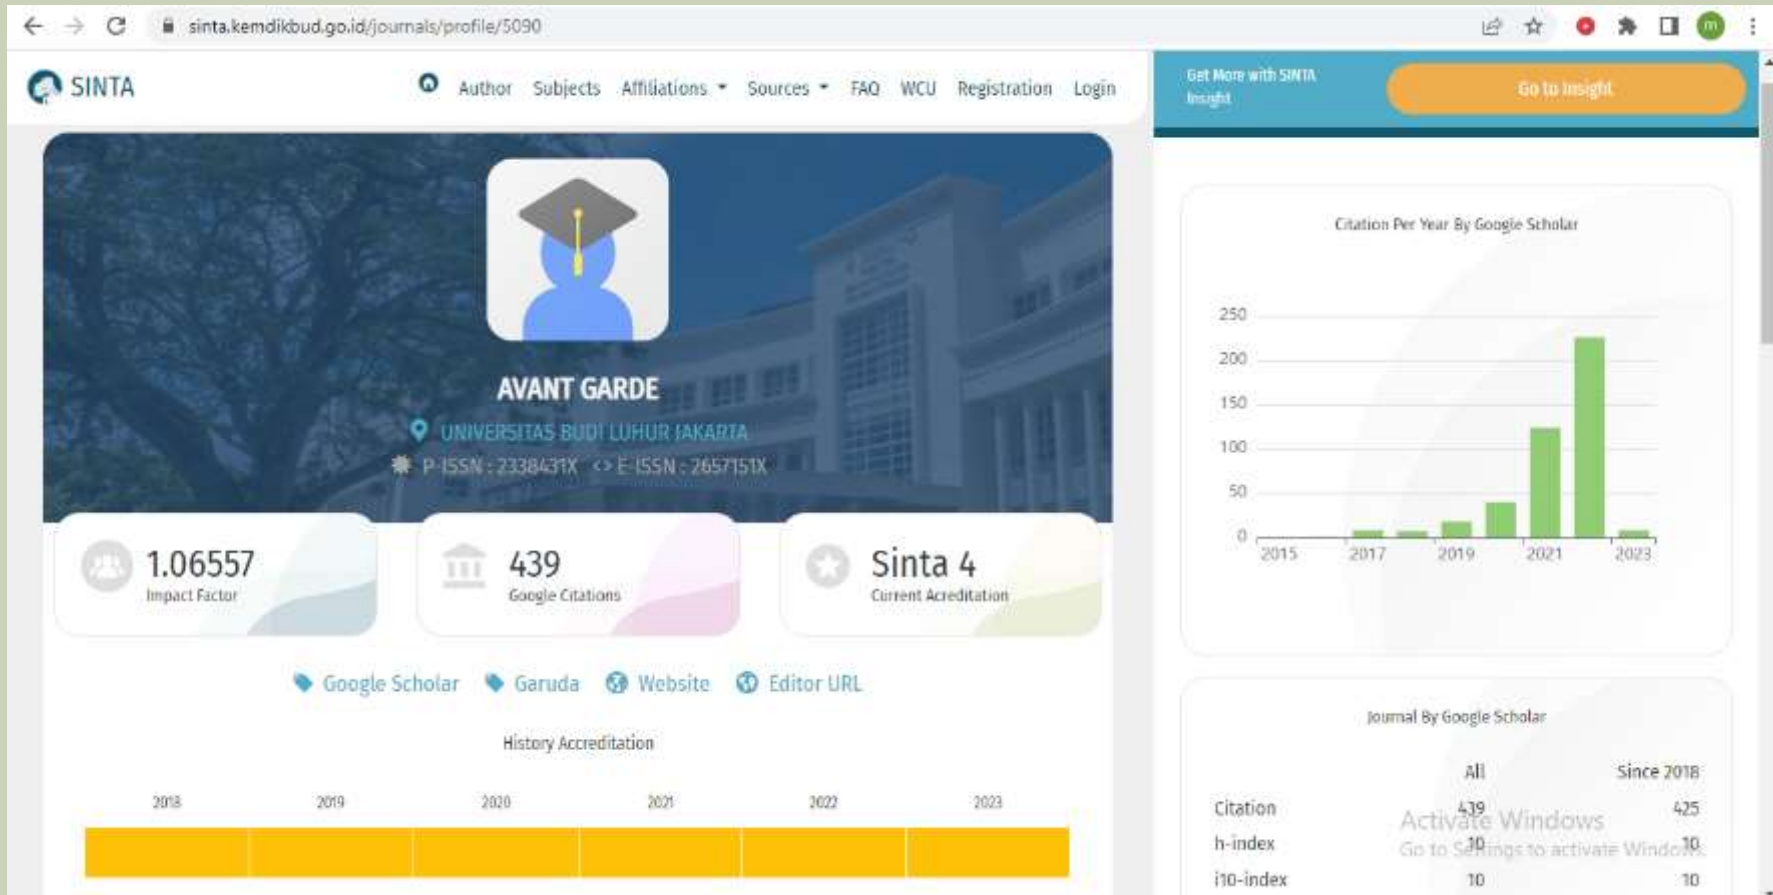 sinta.kemdikbud.go.id/journals/profile/5090
m
SINTA
Author Subjects Affiliations Sources FAQ WCU Registration Login
Get More with SINTA
Insight
Go to Insight
AVANT GARDE
UNIVERSITAS BUDI LUHUR JAKARTA
P-ISSN : 2338431X <> E-ISSN : 2657151X
1.06557
Impact Factor
439
Google Citations
Sinta 4
Current Acreditation
Google Scholar Garuda Website Editor URL
History Accreditation
2018 2019 2020 2021 2022 2023
Citation Per Year By Google Scholar
250
200
150
100
50
0
2015 2017 2019 2021 2023
Journal By Google Scholar
All Since 2018
Citation 439 425
h-index 10 10
i10-index 10 10
Activate Windows
Go to Settings to activate Windows.